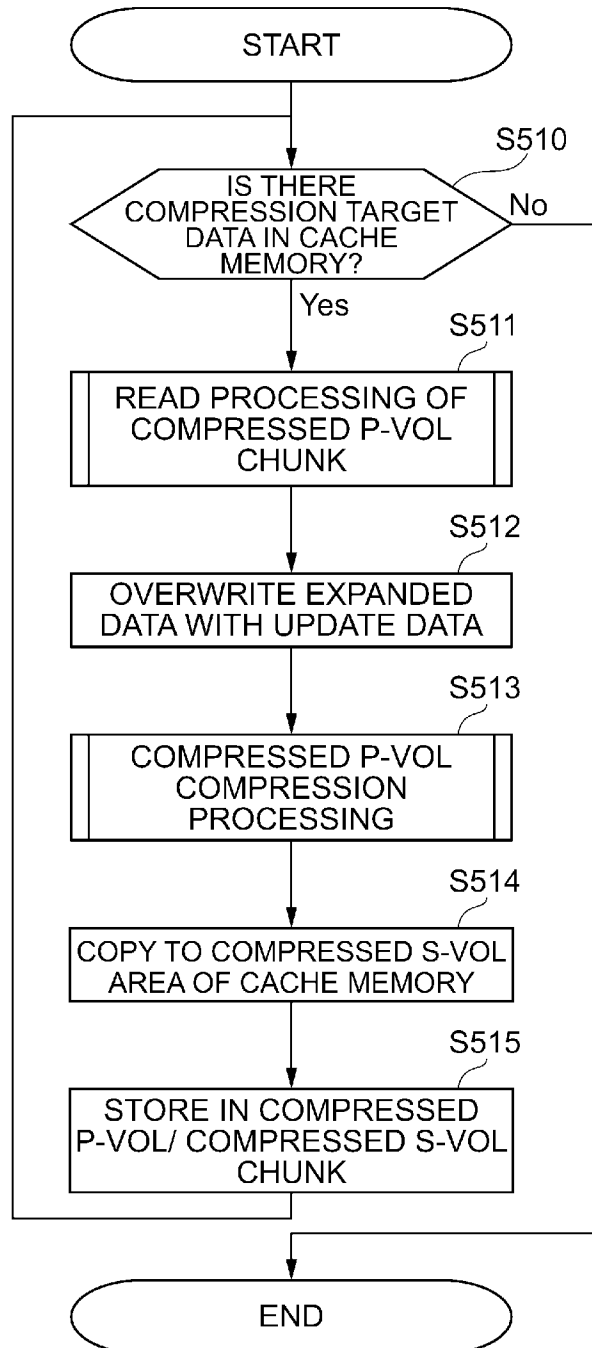 START
S510
IS THERE
COMPRESSION TARGET
DATA IN CACHE
MEMORY?
No
Yes
S511
READ PROCESSING OF
COMPRESSED P-VOL
CHUNK
S512
OVERWRITE EXPANDED
DATA WITH UPDATE DATA
S513
COMPRESSED P-VOL
COMPRESSION
PROCESSING
S514
COPY TO COMPRESSED S-VOL
AREA OF CACHE MEMORY
S515
STORE IN COMPRESSED
P-VOL/ COMPRESSED S-VOL
CHUNK
END